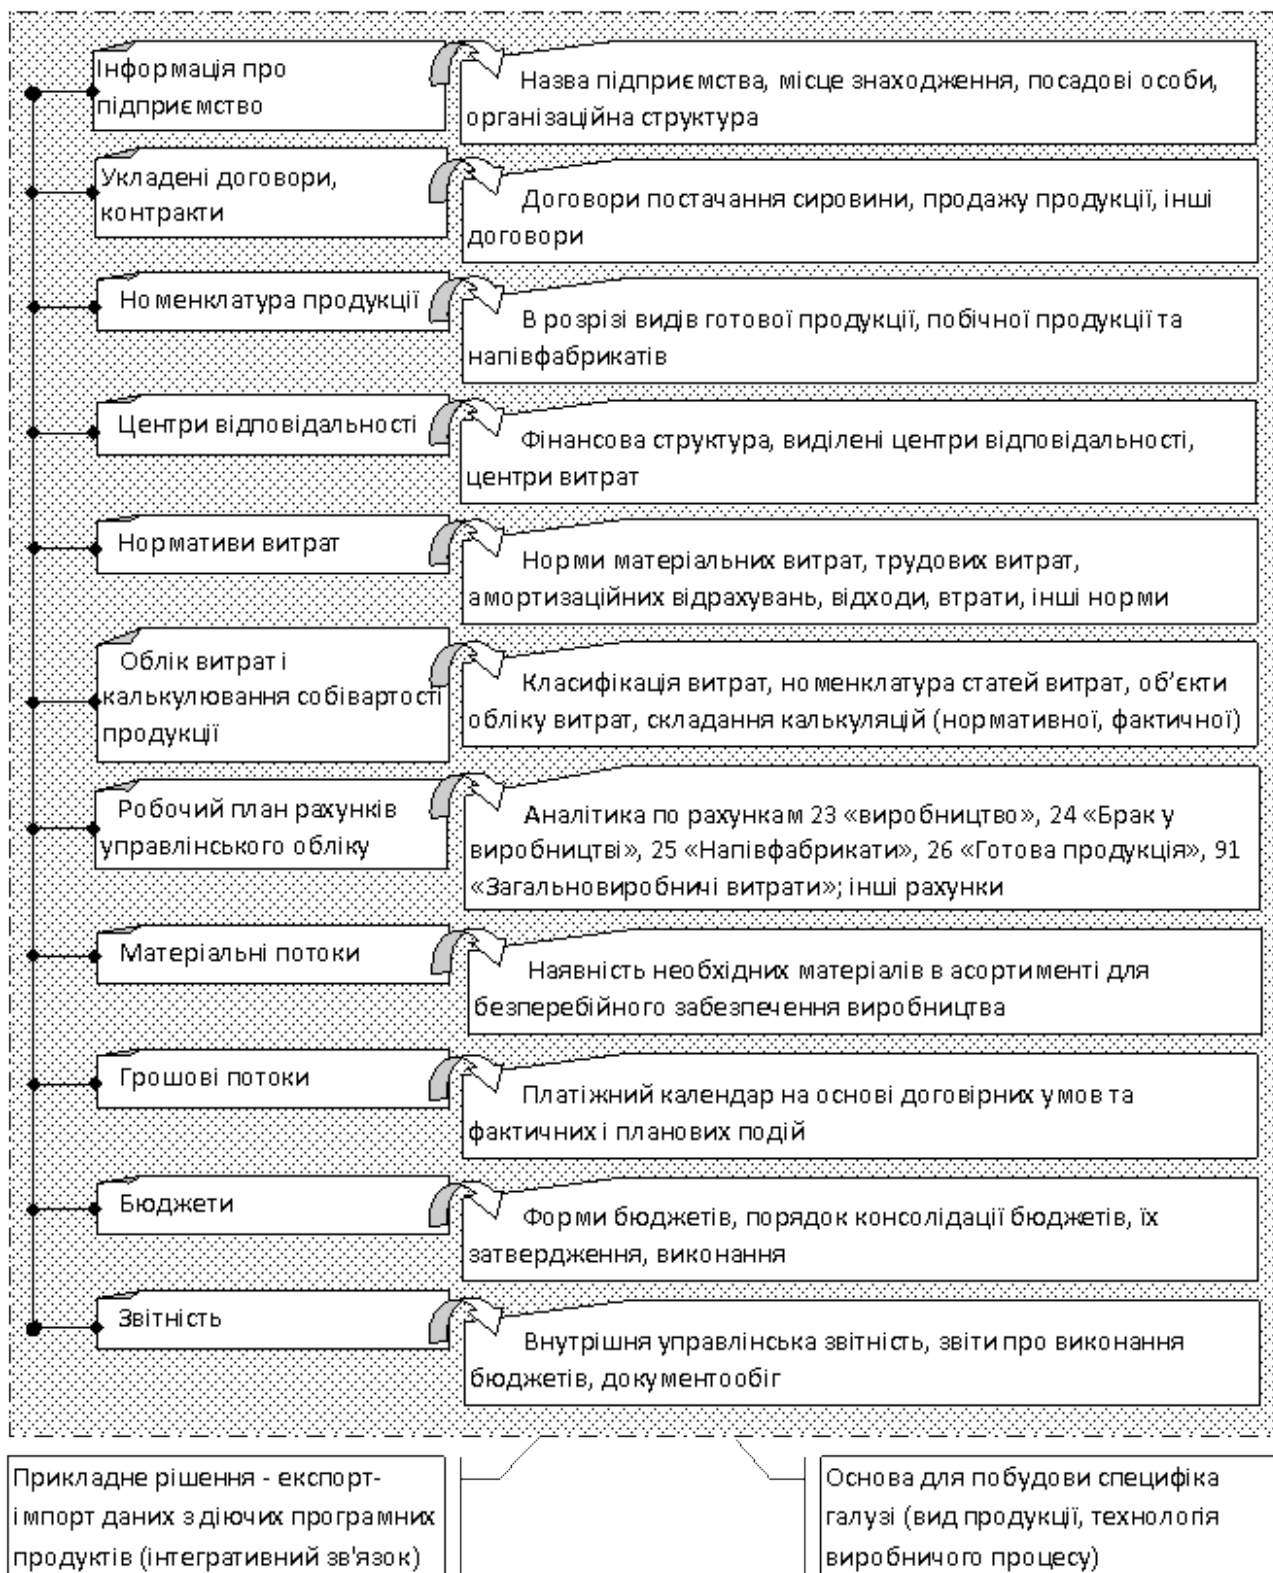 Інформація про
підприємство
Назва підприємства, місце знаходження, посадові особи,
організаційна структура
Укладені договори,
контракти
Договори постачання сировини, продажу продукції, інші
договори
Номенклатура продукції
В розрізі видів готової продукції, побічної продукції та
напівфабрикатів
Центри відповідальності
Фінансова структура, виділені центри відповідальності,
центри витрат
Нормативи витрат
Норми матеріальних витрат, трудових витрат,
амортизаційних відрахувань, відходи, втрати, інші норми
Облік витрат і
калькулювання собівартості
продукції
Класифікація витрат, номенклатура статей витрат, об’єкти
обліку витрат, складання калькуляцій (нормативної, фактичної)
Робочий план рахунків
управлінського обліку
Аналітика по рахункам 23 «виробництво», 24 «Брак у
виробництві», 25 «Напівфабрикати», 26 «Готова продукція», 91
«Загальновиробничі витрати»; інші рахунки
Матеріальні потоки
Наявність необхідних матеріалів в асортименті для
безперебійного забезпечення виробництва
Грошові потоки
Платіжний календар на основі договірних умов та
фактичних і планових подій
Бюджети
Форми бюджетів, порядок консолідації бюджетів, їх
затвердження, виконання
Звітність
Внутрішня управлінська звітність, звіти про виконання
бюджетів, документообіг
Прикладне рішення - експорт-
імпорт даних з діючих програмних
продуктів (інтегративний зв'язок)
Основа для побудови специфіка
галузі (вид продукції, технологія
виробничого процесу)